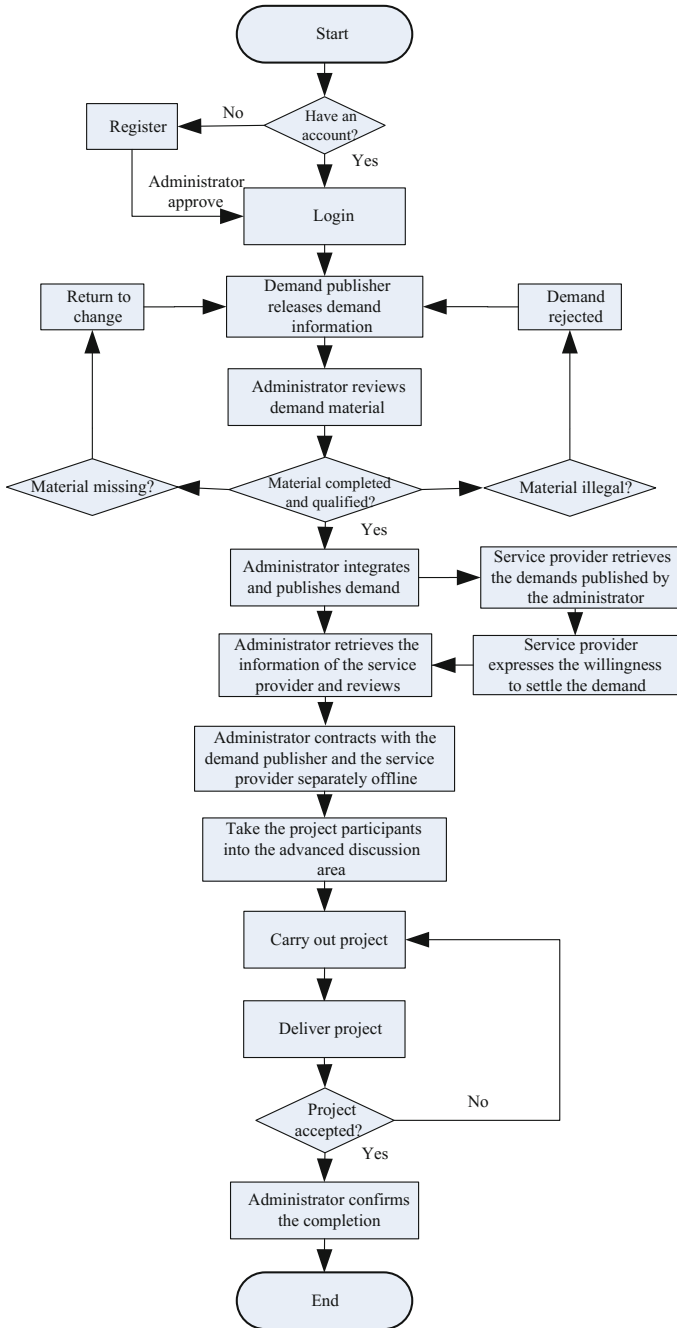 Start
No
Have an
account?
Register
Yes
Administrator
approve
Login
Return to
change
Demand publisher
releases demand
information
Demand
rejected
Administrator reviews
demand material
Material missing?
Material completed
and qualified?
Material illegal?
Yes
Administrator integrates
and publishes demand
Service provider retrieves
the demands published by
the administrator
Administrator retrieves the
information of the service
provider and reviews
Service provider
expresses the willingness
to settle the demand
Administrator contracts with the
demand publisher and the service
provider separately offline
Take the project participants
into the advanced discussion
area
Carry out project
Deliver project
Project
accepted?
No
Yes
Administrator confirms
the completion
End